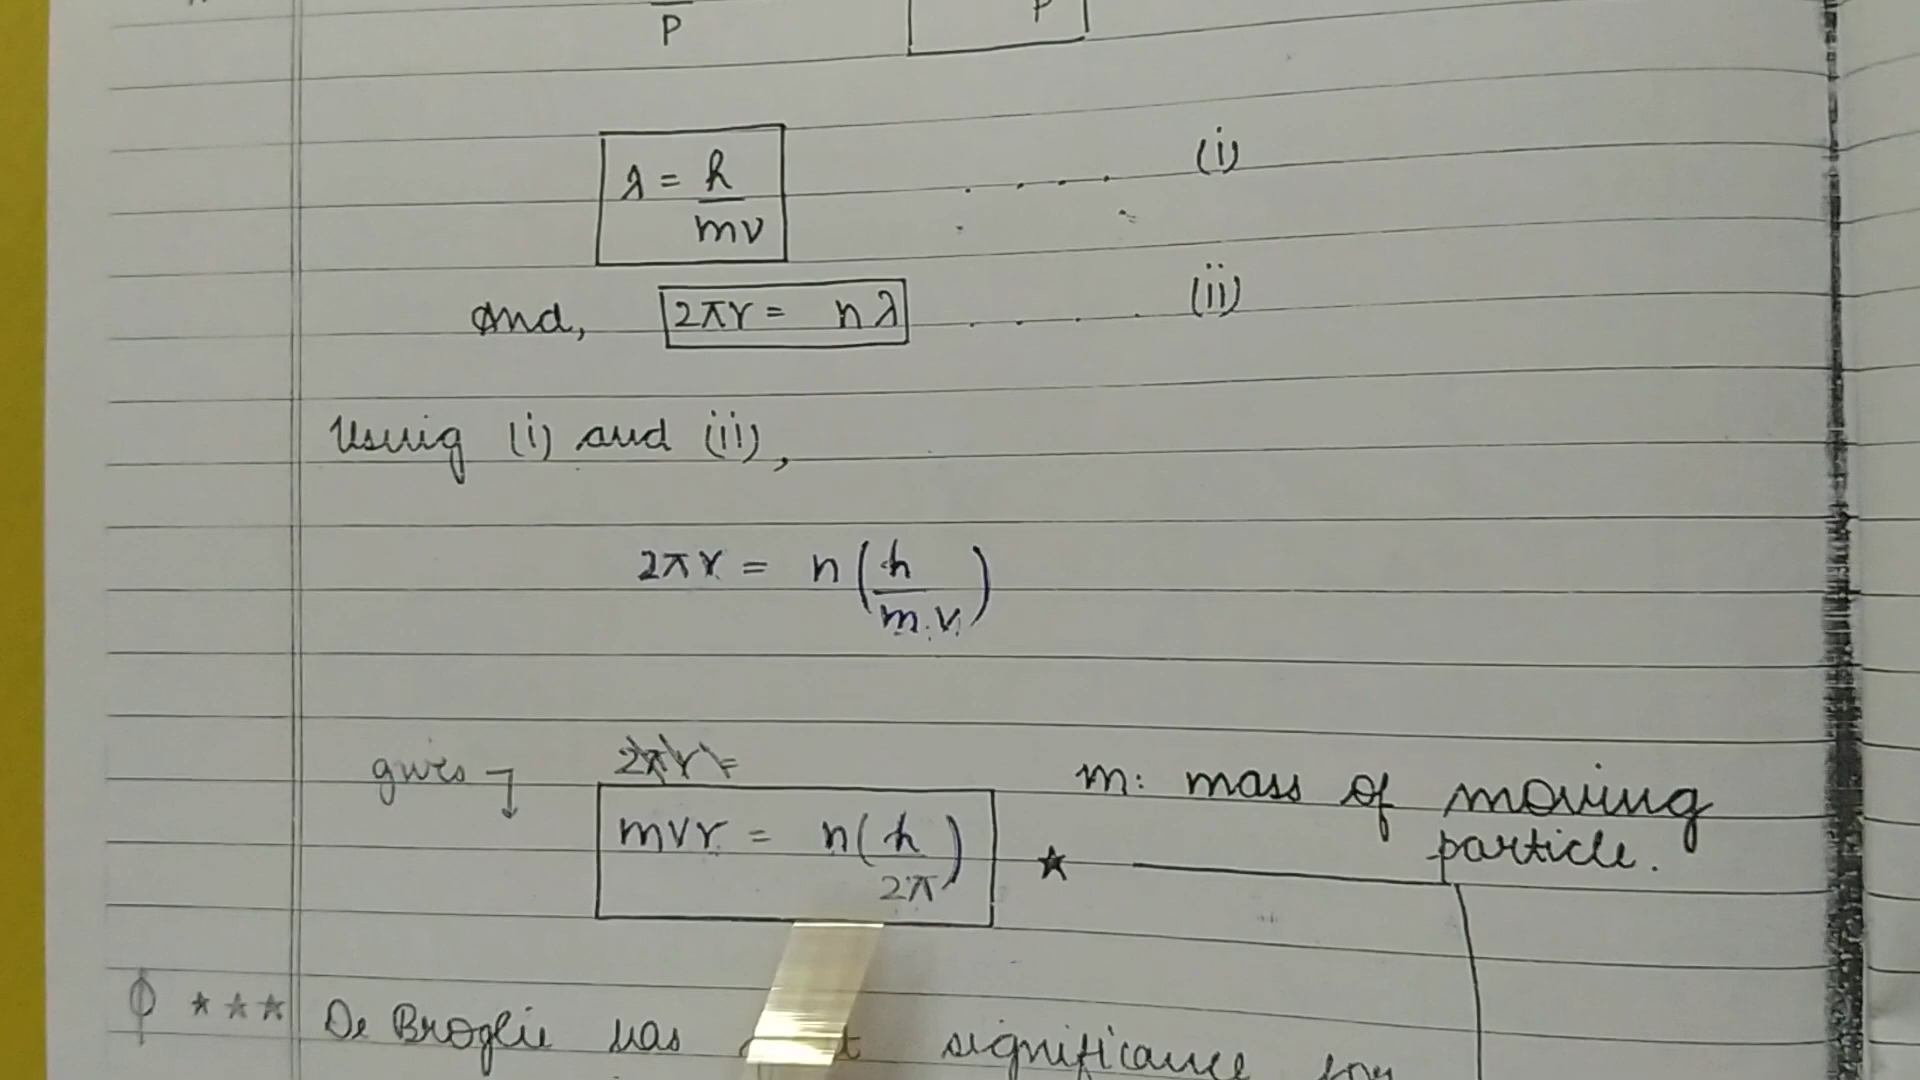 P P
λ = h/mv .... (i)
And, 2πr = nλ .... (ii)
Using (i) and (ii),
2πr = n(h/m.v)
gives 2πr =
m: mass of moving
particle.
mvr = n(h/2π) ★
★★★ De Broglie has significance